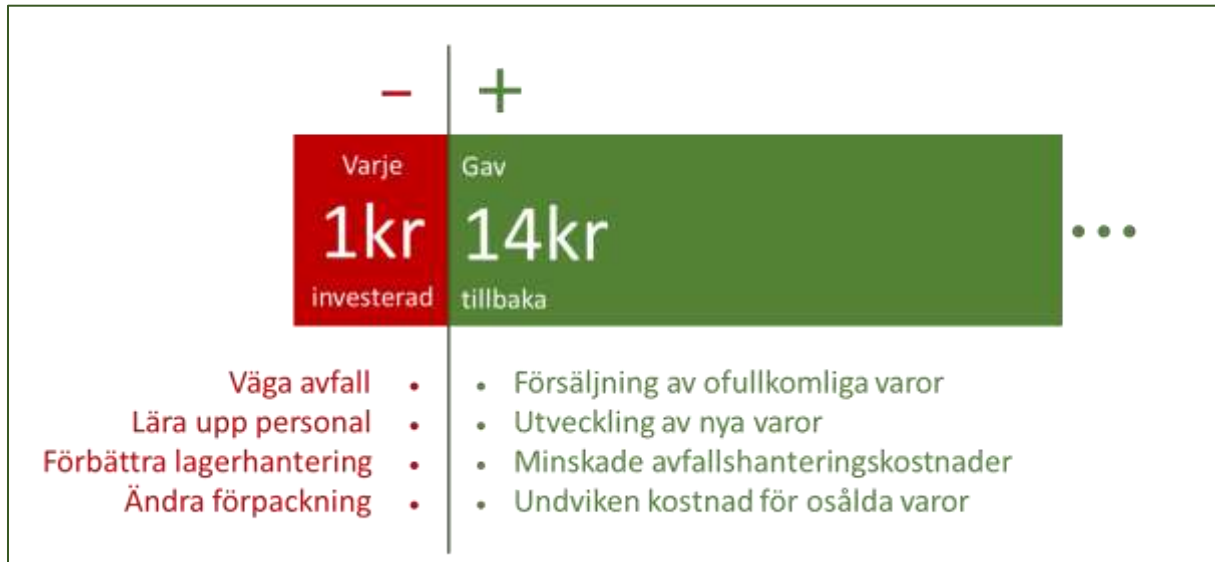 – +
Varje
1kr
investerad
Gav
14kr
tillbaka
...
Väga avfall •
Lära upp personal •
Förbättra lagerhantering •
Ändra förpackning •
• Försäljning av ofullkomliga varor
• Utveckling av nya varor
• Minskade avfallshanteringskostnader
• Undviken kostnad för osålda varor